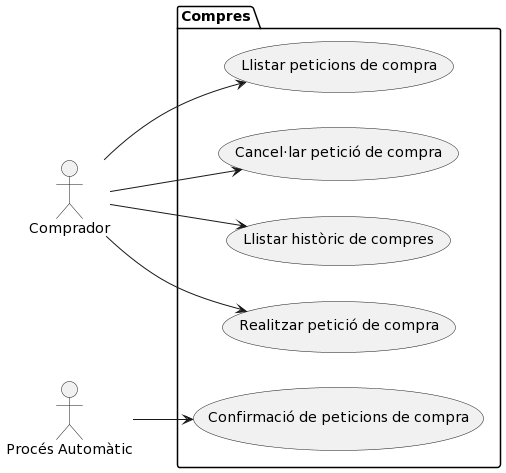 Compres
Llistar peticions de compra
Cancel·lar petició de compra
Comprador
Llistar històric de compres
Realitzar petició de compra
Confirmació de peticions de compra
Procés Automàtic